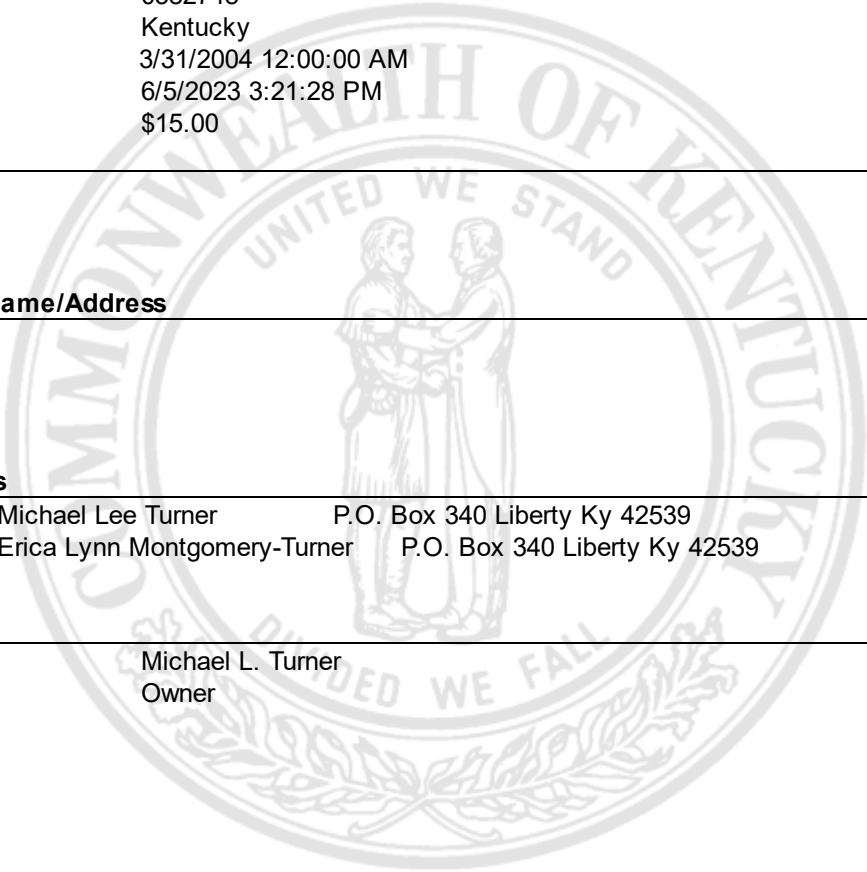 Kentucky
3/31/2004 12:00:00 AM
6/5/2023 3:21:28 PM
$15.00
COMMONWEALTH OF KENTUCKY
UNITED WE STAND
ame/Address
s
Michael Lee Turner P.O. Box 340 Liberty Ky 42539
Erica Lynn Montgomery-Turner P.O. Box 340 Liberty Ky 42539
DIVIDED WE FALL
Michael L. Turner
Owner